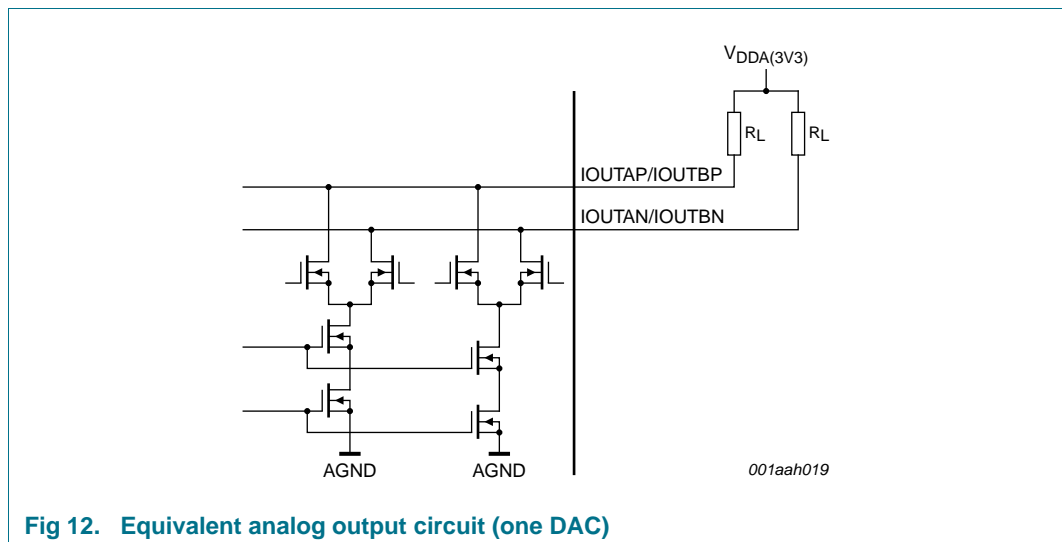 VDDA(3V3)
RL RL
IOUTAP/IOUTBP
IOUTAN/IOUTBN
AGND AGND
001aah019
Fig 12. Equivalent analog output circuit (one DAC)